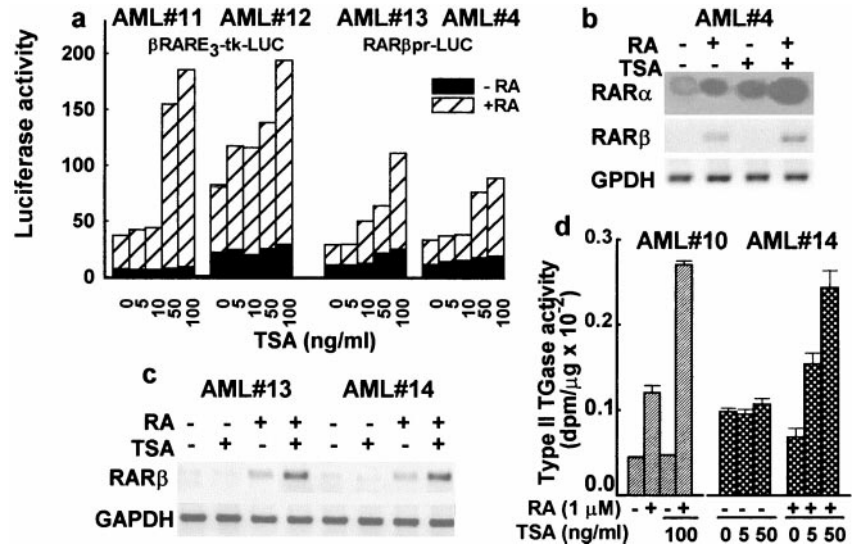 a
AML#11 AML#12 AML#13 AML#4
βRARE3-tk-LUC RARβpr-LUC
Luciferase activity
200
150
100
50
0
- RA
+RA
0 5 10 50 100 0 5 10 50 100 0 5 10 50 100 0 5 10 50 100
TSA (ng/ml)
b
AML#4
RA - + - +
TSA - - + +
RARα
RARβ
GPDH
c
AML#13 AML#14
RA - - + + - - + +
TSA - + - + - + - +
RARβ
GAPDH
d
AML#10 AML#14
Type II TGase activity
(dpm/μg x 10-2)
0.3
0.2
0.1
0.0
RA (1 μM) - + - + - - - + + +
TSA (ng/ml) 100 0 5 50 0 5 50